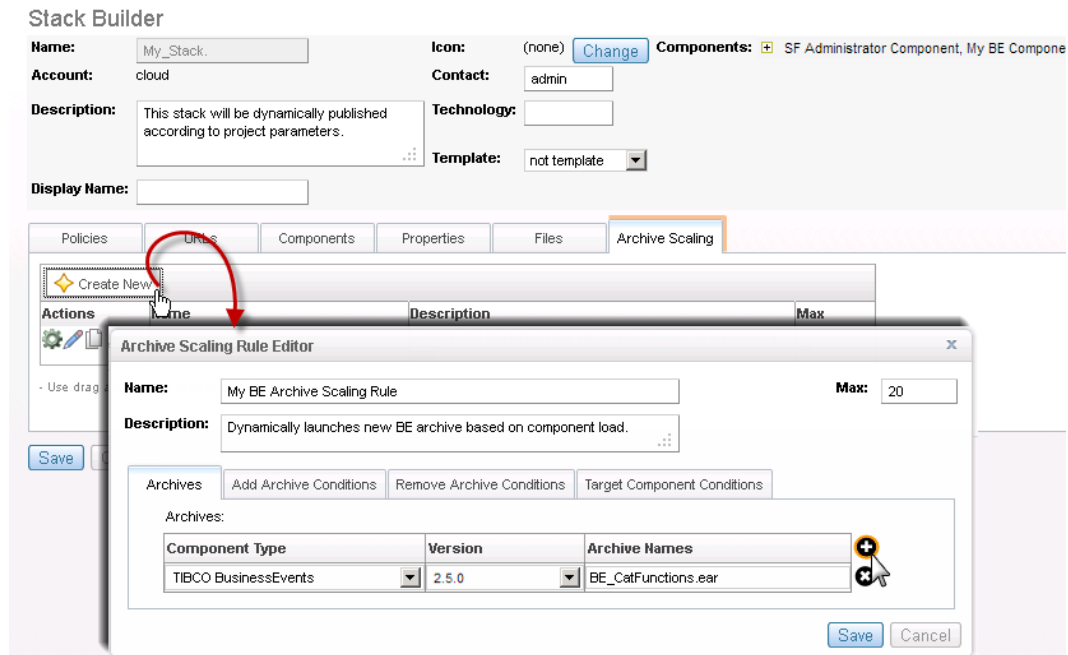 Stack Builder
Name: My_Stack. Icon: (none) Change Components: SF Administrator Component, My BE Compone
Account: cloud Contact: admin
Description: This stack will be dynamically published according to project parameters. Technology:
Template: not template
Display Name:
Policies URLs Components Properties Files Archive Scaling
Create New
Actions Name Description Max
Archive Scaling Rule Editor x
- Use drag
Name: My BE Archive Scaling Rule Max: 20
Description: Dynamically launches new BE archive based on component load.
Save
Archives Add Archive Conditions Remove Archive Conditions Target Component Conditions
Archives:
Component Type Version Archive Names
TIBCO BusinessEvents 2.5.0 BE_CatFunctions.ear
Save Cancel